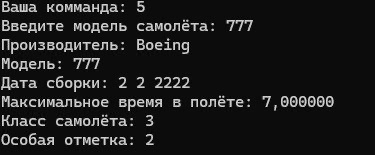 Ваша комманда: 5
Введите модель самолёта: 777
Производитель: Boeing
Модель: 777
Дата сборки: 2 2 2222
Максимальное время в полёте: 7,000000
Класс самолёта: 3
Особая отметка: 2